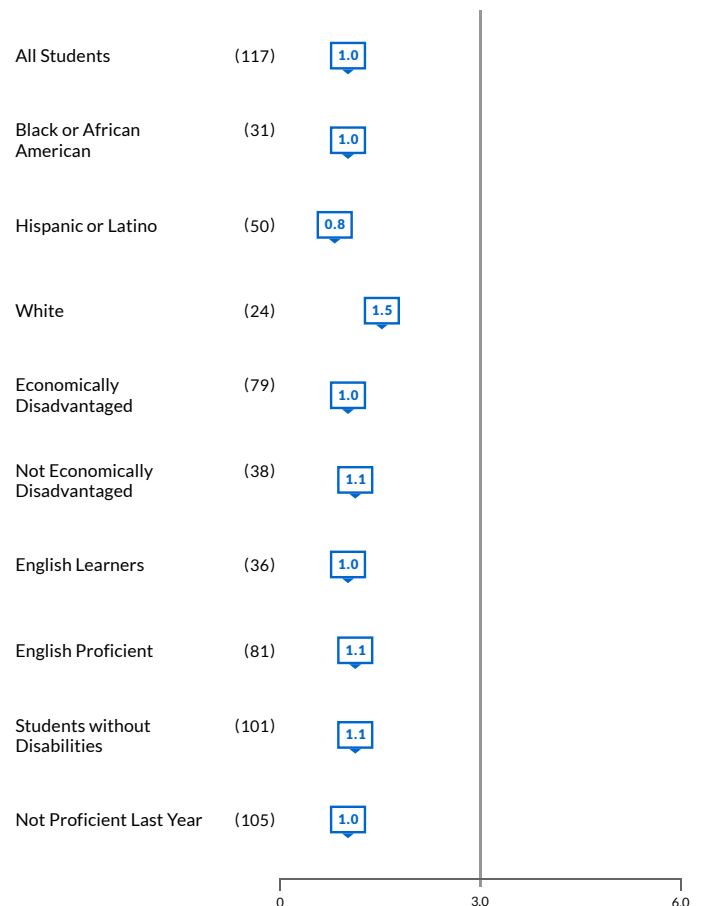 All Students (117) 1.0
Black or African (31)
American 1.0
Hispanic or Latino (50) 0.8
White (24) 1.5
Economically (79)
Disadvantaged 1.0
Not Economically (38)
Disadvantaged 1.1
English Learners (36) 1.0
English Proficient (81) 1.1
Students without (101)
Disabilities 1.1
Not Proficient Last Year (105) 1.0
0 3.0 6.0